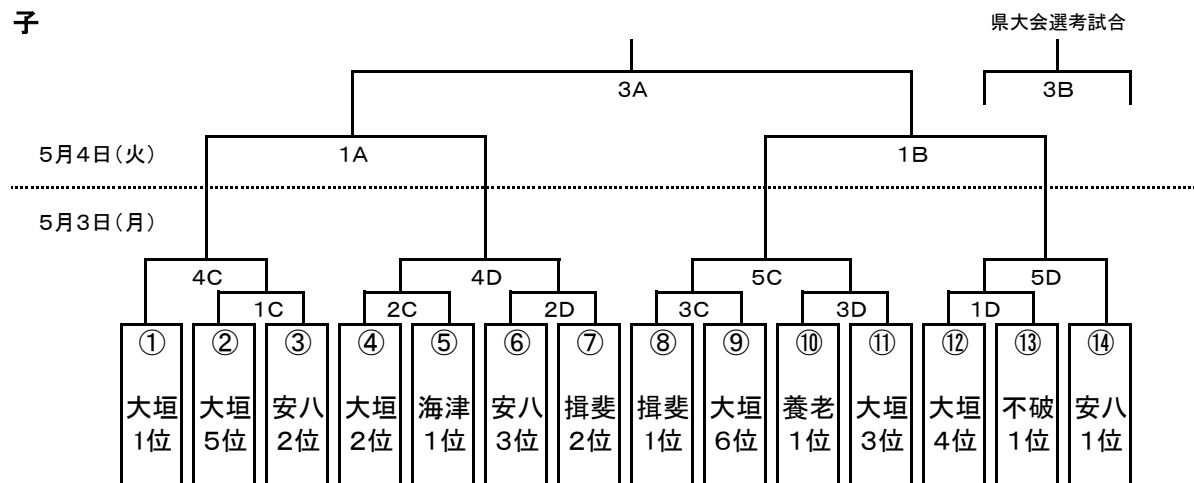 子
県大会選考試合
3A
3B
5月4日(火)
1A
1B
5月3日(月)
4C
4D
5C
5D
1C
2C
2D
3C
3D
1D
① ② ③ ④ ⑤ ⑥ ⑦ ⑧ ⑨ ⑩ ⑪ ⑫ ⑬ ⑭
大垣 大垣 安八 大垣 海津 安八 揖斐 揖斐 大垣 養老 大垣 大垣 不破 安八
1位 5位 2位 2位 1位 3位 2位 1位 6位 1位 3位 4位 1位 1位